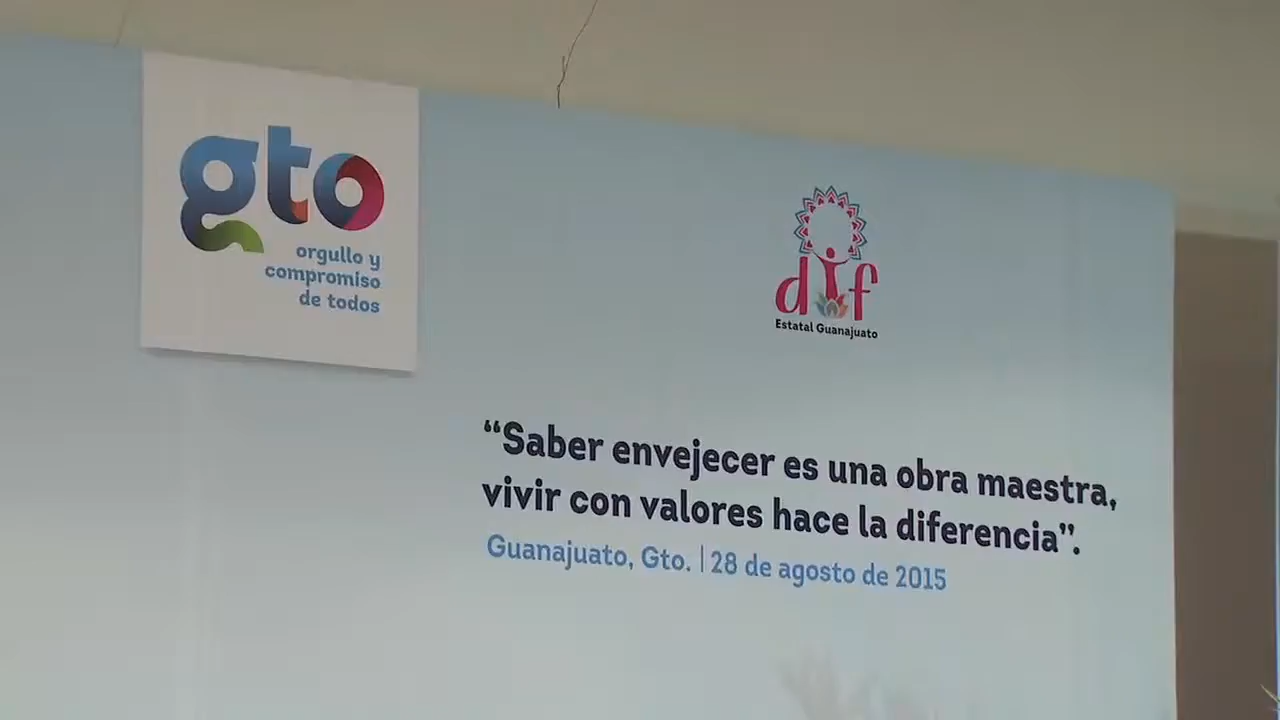 gto
orgullo y
compromiso
de todos
dif
Estatal Guanajuato
“Saber envejecer es una obra maestra,
vivir con valores hace la diferencia”.
Guanajuato, Gto. | 28 de agosto de 2015